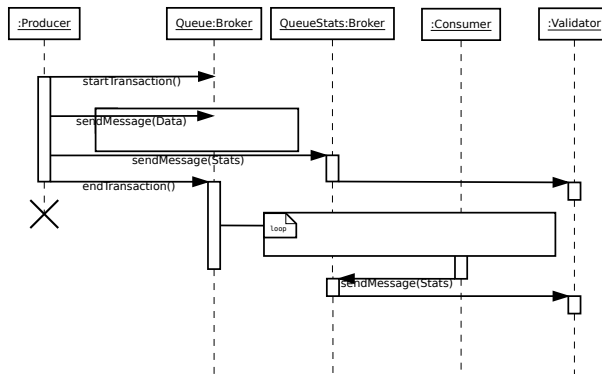 :Producer
Queue:Broker
QueueStats:Broker
:Consumer
:Validator
startTransaction()
sendMessage(Data)
sendMessage(Stats)
endTransaction()
loop
sendMessage(Stats)